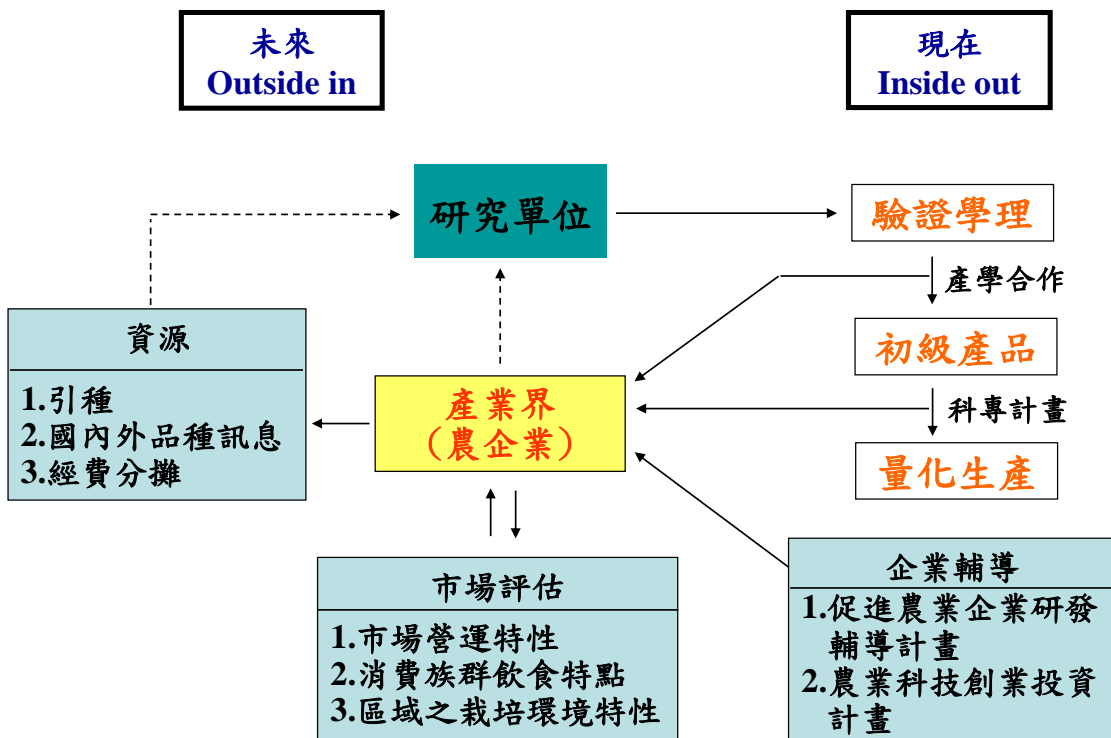 未來
Outside in
現在
Inside out
研究單位
驗證學理
產學合作
初級產品
科專計畫
量化生產
資源
1.引種
2.國內外品種訊息
3.經費分攤
產業界
（農企業）
市場評估
1.市場營運特性
2.消費族群飲食特點
3.區域之栽培環境特性
企業輔導
1.促進農業企業研發
輔導計畫
2.農業科技創業投資
計畫